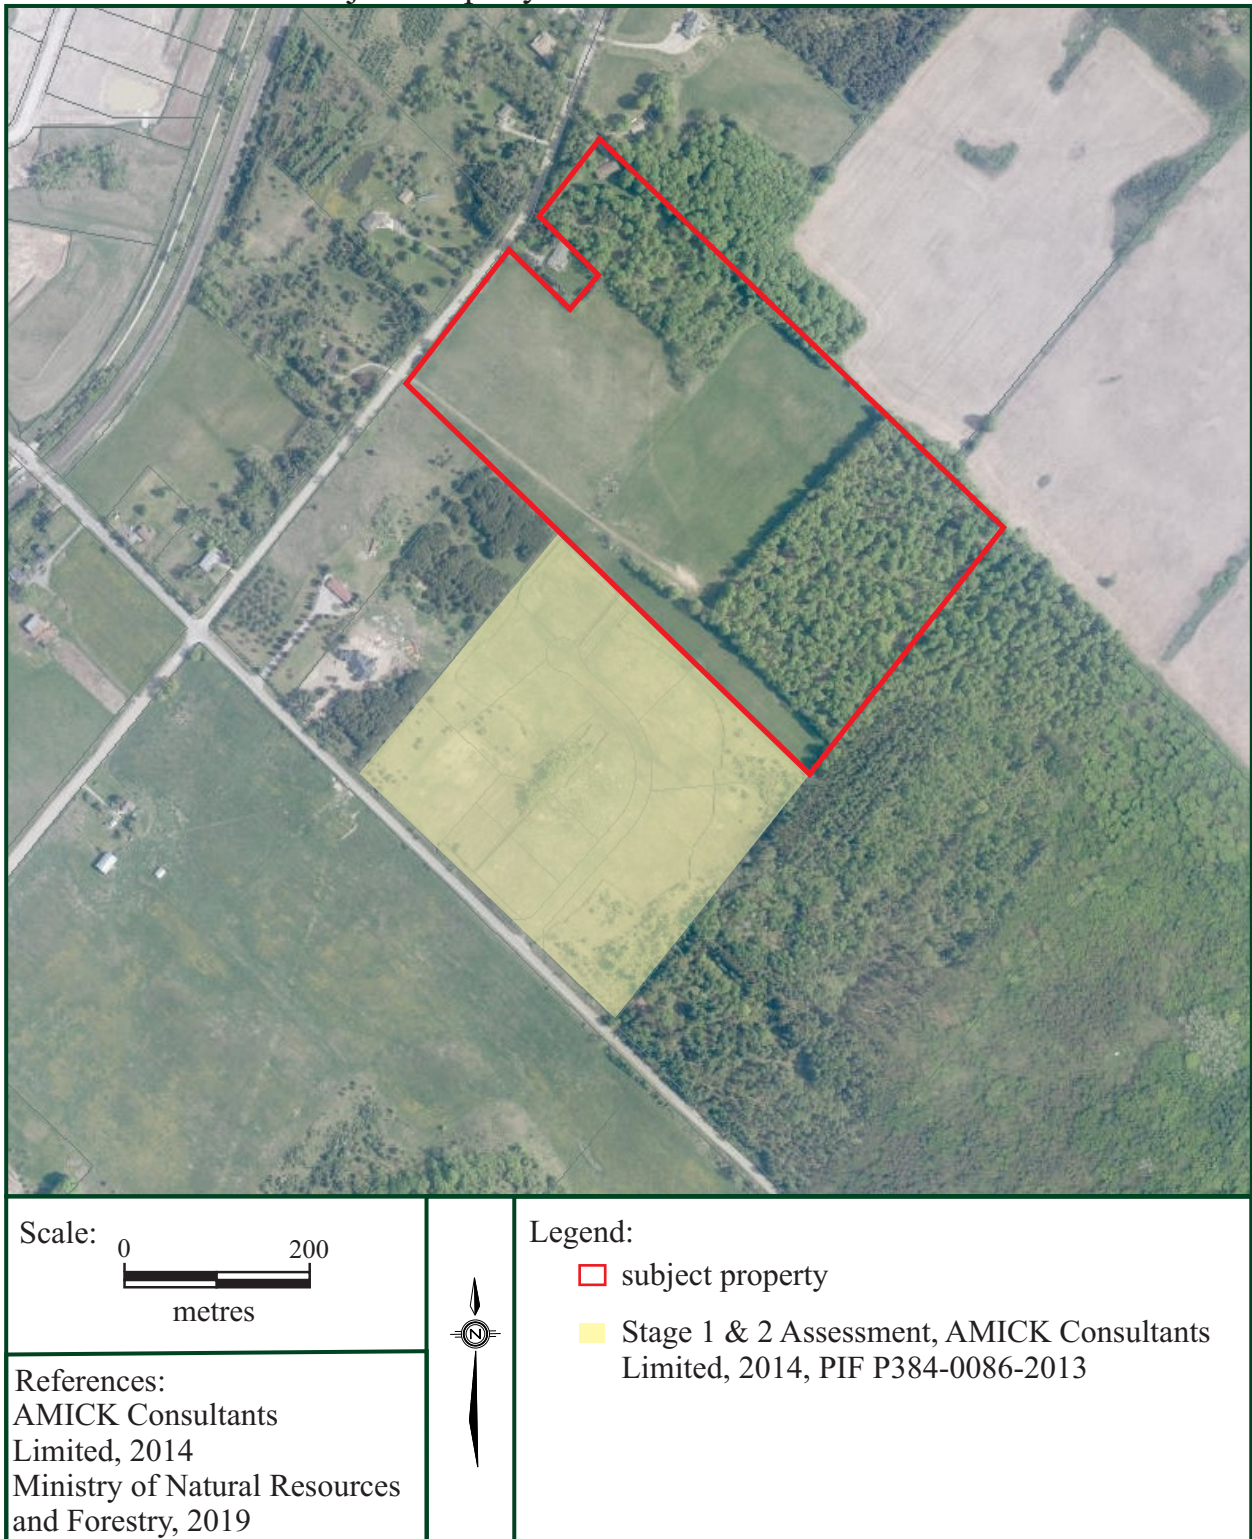 Scale:
0 200
metres
References:
AMICK Consultants
Limited, 2014
Ministry of Natural Resources
and Forestry, 2019
N
Legend:
subject property
Stage 1 & 2 Assessment, AMICK Consultants
Limited, 2014, PIF P384-0086-2013